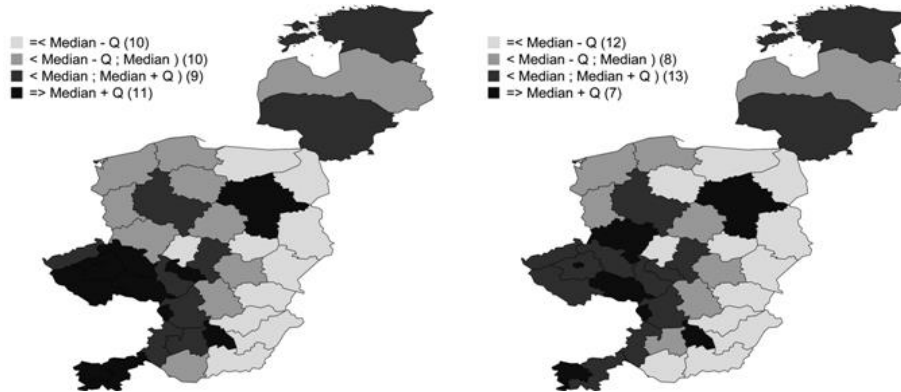 =< Median - Q (10)
< Median - Q ; Median ) (10)
< Median ; Median + Q ) (9)
=> Median + Q (11)
=< Median - Q (12)
< Median - Q ; Median ) (8)
< Median ; Median + Q ) (13)
=> Median + Q (7)